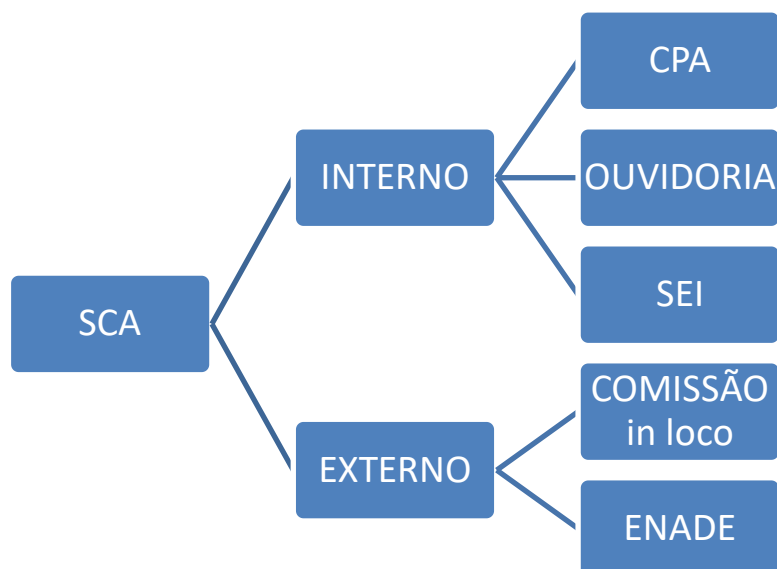 SCA
INTERNO
CPA
OUVIDORIA
SEI
EXTERNO
COMISSÃO
in loco
ENADE